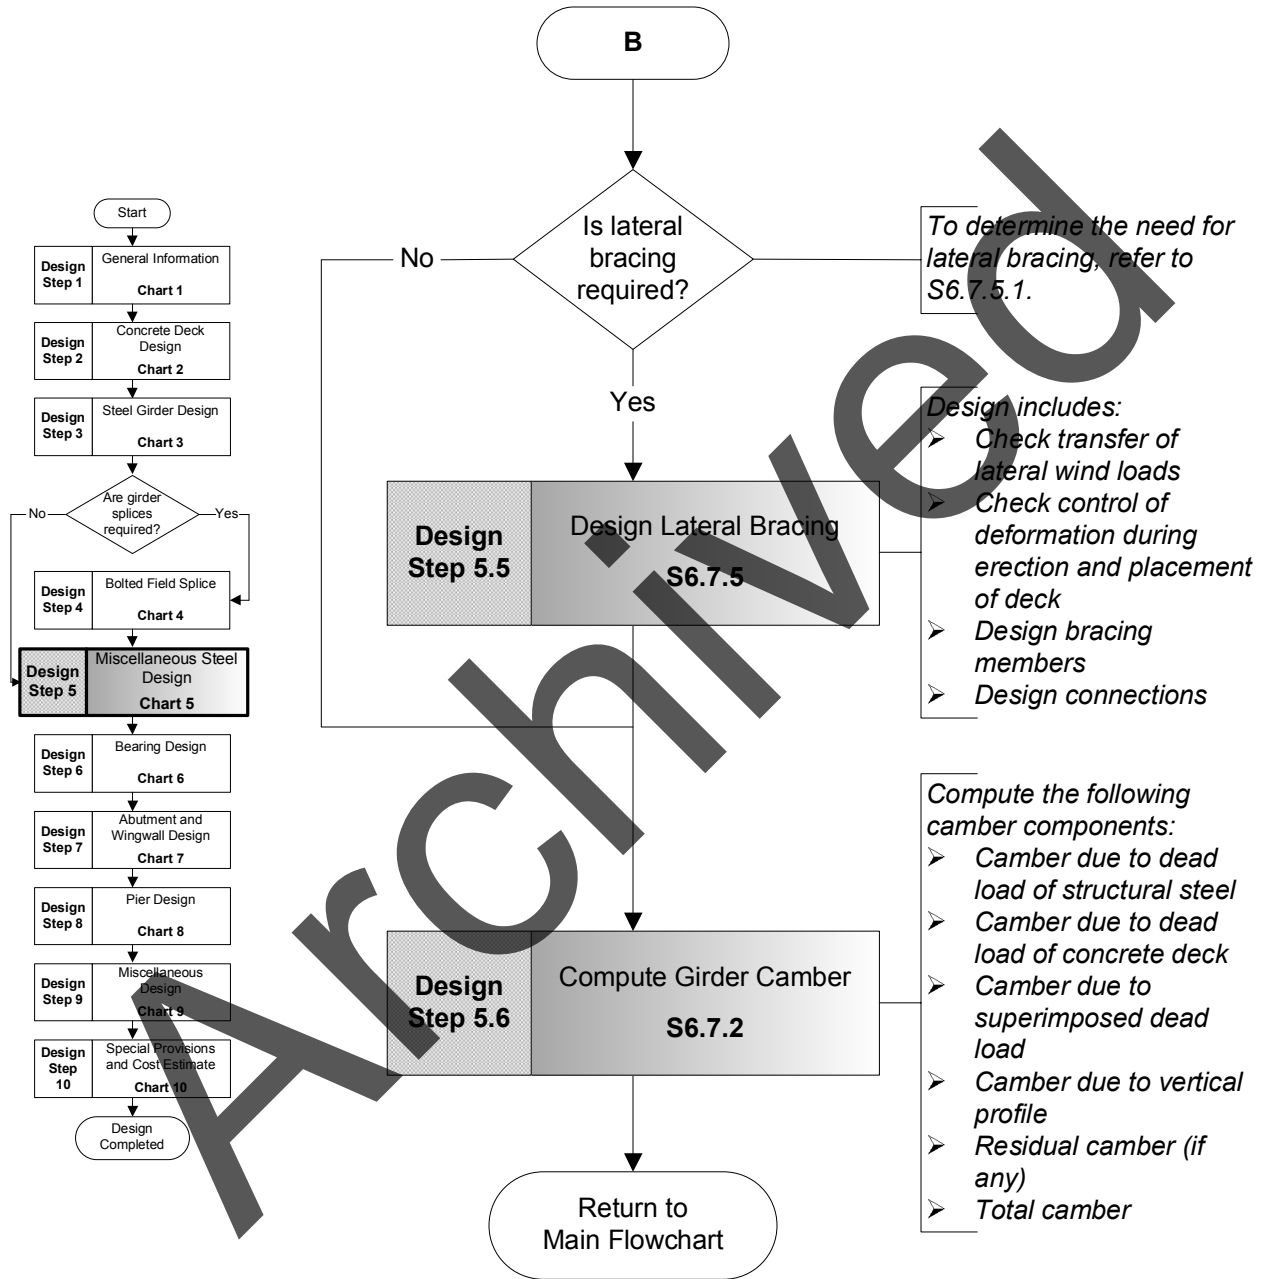 Start
Design
Step 1
General Information
Chart 1
Design
Step 2
Concrete Deck
Design
Chart 2
Design
Step 3
Steel Girder Design
Chart 3
Are girder
splices
required?
No
Yes
Design
Step 4
Bolted Field Splice
Chart 4
Design
Step 5
Miscellaneous Steel
Design
Chart 5
Design
Step 6
Bearing Design
Chart 6
Design
Step 7
Abutment and
Wingwall Design
Chart 7
Design
Step 8
Pier Design
Chart 8
Design
Step 9
Miscellaneous
Design
Chart 9
Design
Step
10
Special Provisions
and Cost Estimate
Chart 10
Design
Completed
B
Is lateral
bracing
required?
No
Yes
To determine the need for
lateral bracing, refer to
S6.7.5.1.
Design
Step 5.5
Design Lateral Bracing
S6.7.5
Design includes:
➢ Check transfer of
lateral wind loads
➢ Check control of
deformation during
erection and placement
of deck
➢ Design bracing
members
➢ Design connections
Design
Step 5.6
Compute Girder Camber
S6.7.2
Compute the following
camber components:
➢ Camber due to dead
load of structural steel
➢ Camber due to dead
load of concrete deck
➢ Camber due to
superimposed dead
load
➢ Camber due to vertical
profile
➢ Residual camber (if
any)
➢ Total camber
Return to
Main Flowchart
Archived